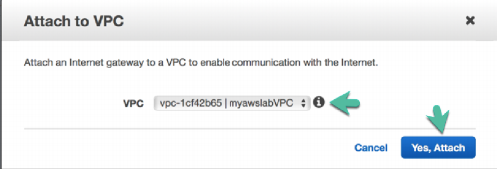 Attach to VPC
Attach an Internet gateway to a VPC to enable communication with the Internet.
VPC vpc-1cf42b65 | myawslabVPC
Cancel Yes, Attach